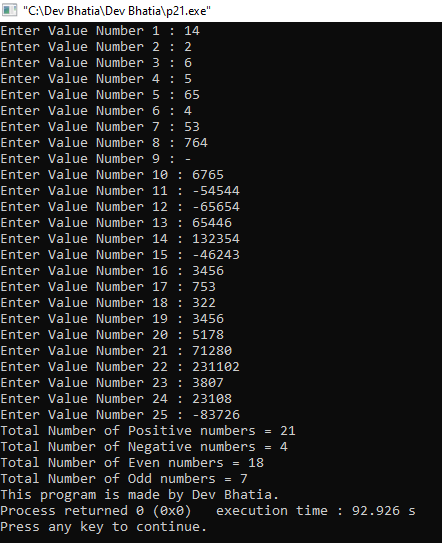 "C:\Dev Bhatia\Dev Bhatia\p21.exe"
Enter Value Number 1 : 14
Enter Value Number 2 : 2
Enter Value Number 3 : 6
Enter Value Number 4 : 5
Enter Value Number 5 : 65
Enter Value Number 6 : 4
Enter Value Number 7 : 53
Enter Value Number 8 : 764
Enter Value Number 9 : -
Enter Value Number 10 : 6765
Enter Value Number 11 : -54544
Enter Value Number 12 : -65654
Enter Value Number 13 : 65446
Enter Value Number 14 : 132354
Enter Value Number 15 : -46243
Enter Value Number 16 : 3456
Enter Value Number 17 : 753
Enter Value Number 18 : 322
Enter Value Number 19 : 3456
Enter Value Number 20 : 5178
Enter Value Number 21 : 71280
Enter Value Number 22 : 231102
Enter Value Number 23 : 3807
Enter Value Number 24 : 23108
Enter Value Number 25 : -83726
Total Number of Positive numbers = 21
Total Number of Negative numbers = 4
Total Number of Even numbers = 18
Total Number of Odd numbers = 7
This program is made by Dev Bhatia.
Process returned 0 (0x0)   execution time : 92.926 s
Press any key to continue.